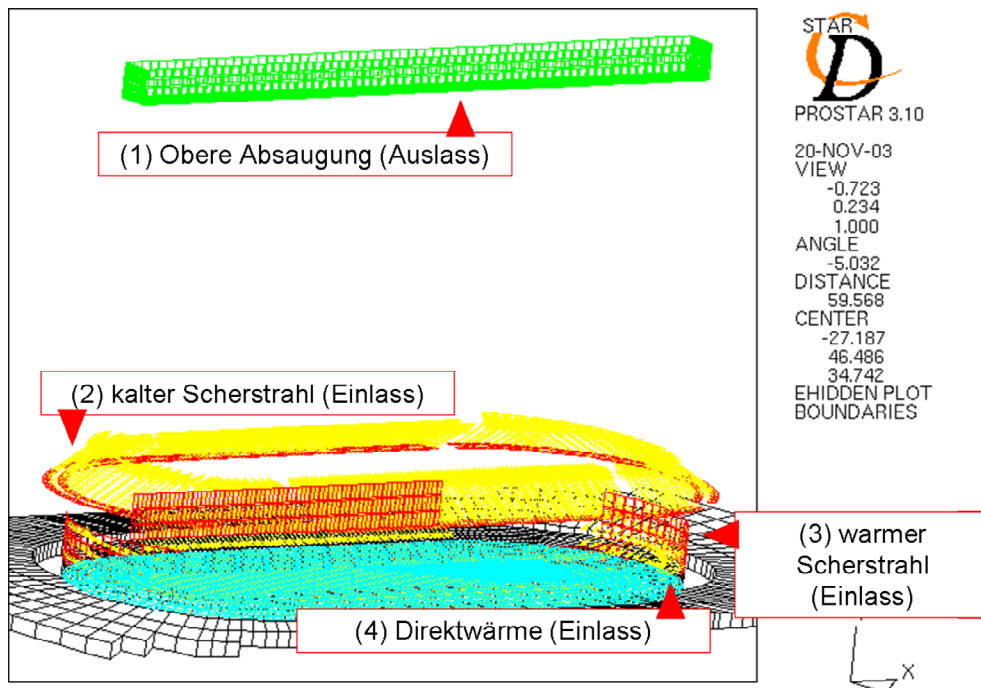 (1) Obere Absaugung (Auslass)
(2) kalter Scherstrahl (Einlass)
(3) warmer
Scherstrahl
(Einlass)
(4) Direktwärme (Einlass)
STAR
CD
PROSTAR 3.10
20-NOV-03
VIEW
-0.723
0.234
1.000
ANGLE
-5.032
DISTANCE
59.568
CENTER
-27.187
46.486
34.742
EHIDDEN PLOT
BOUNDARIES
X